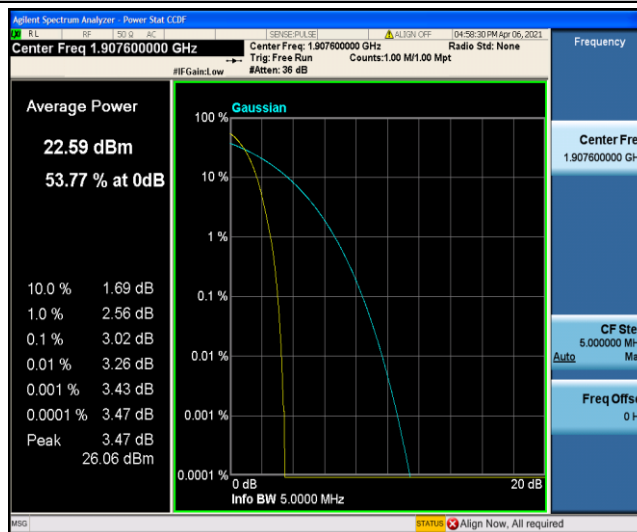 Agilent Spectrum Analyzer - Power Stat CCDF
RL RF 50 Ω AC SENSE:PULSE ALIGN OFF 04:58:30 PM Apr 06, 2021
Center Freq 1.907600000 GHz
Center Freq: 1.907600000 GHz Radio Std: None
Trig: Free Run Counts:1.00 M/1.00 Mpt
#IFGain:Low #Atten: 36 dB
Frequency
Average Power
22.59 dBm
53.77 % at 0dB
10.0 % 1.69 dB
1.0 % 2.56 dB
0.1 % 3.02 dB
0.01 % 3.26 dB
0.001 % 3.43 dB
0.0001 % 3.47 dB
Peak 3.47 dB
26.06 dBm
Gaussian
100 %
10 %
1 %
0.1 %
0.01 %
0.001 %
0.0001 %
0 dB 20 dB
Info BW 5.0000 MHz
Center Fre
1.907600000 GH
CF Ste
5.000000 MH
Auto Ma
Freq Offs
0 H
MSG STATUS Align Now, All required